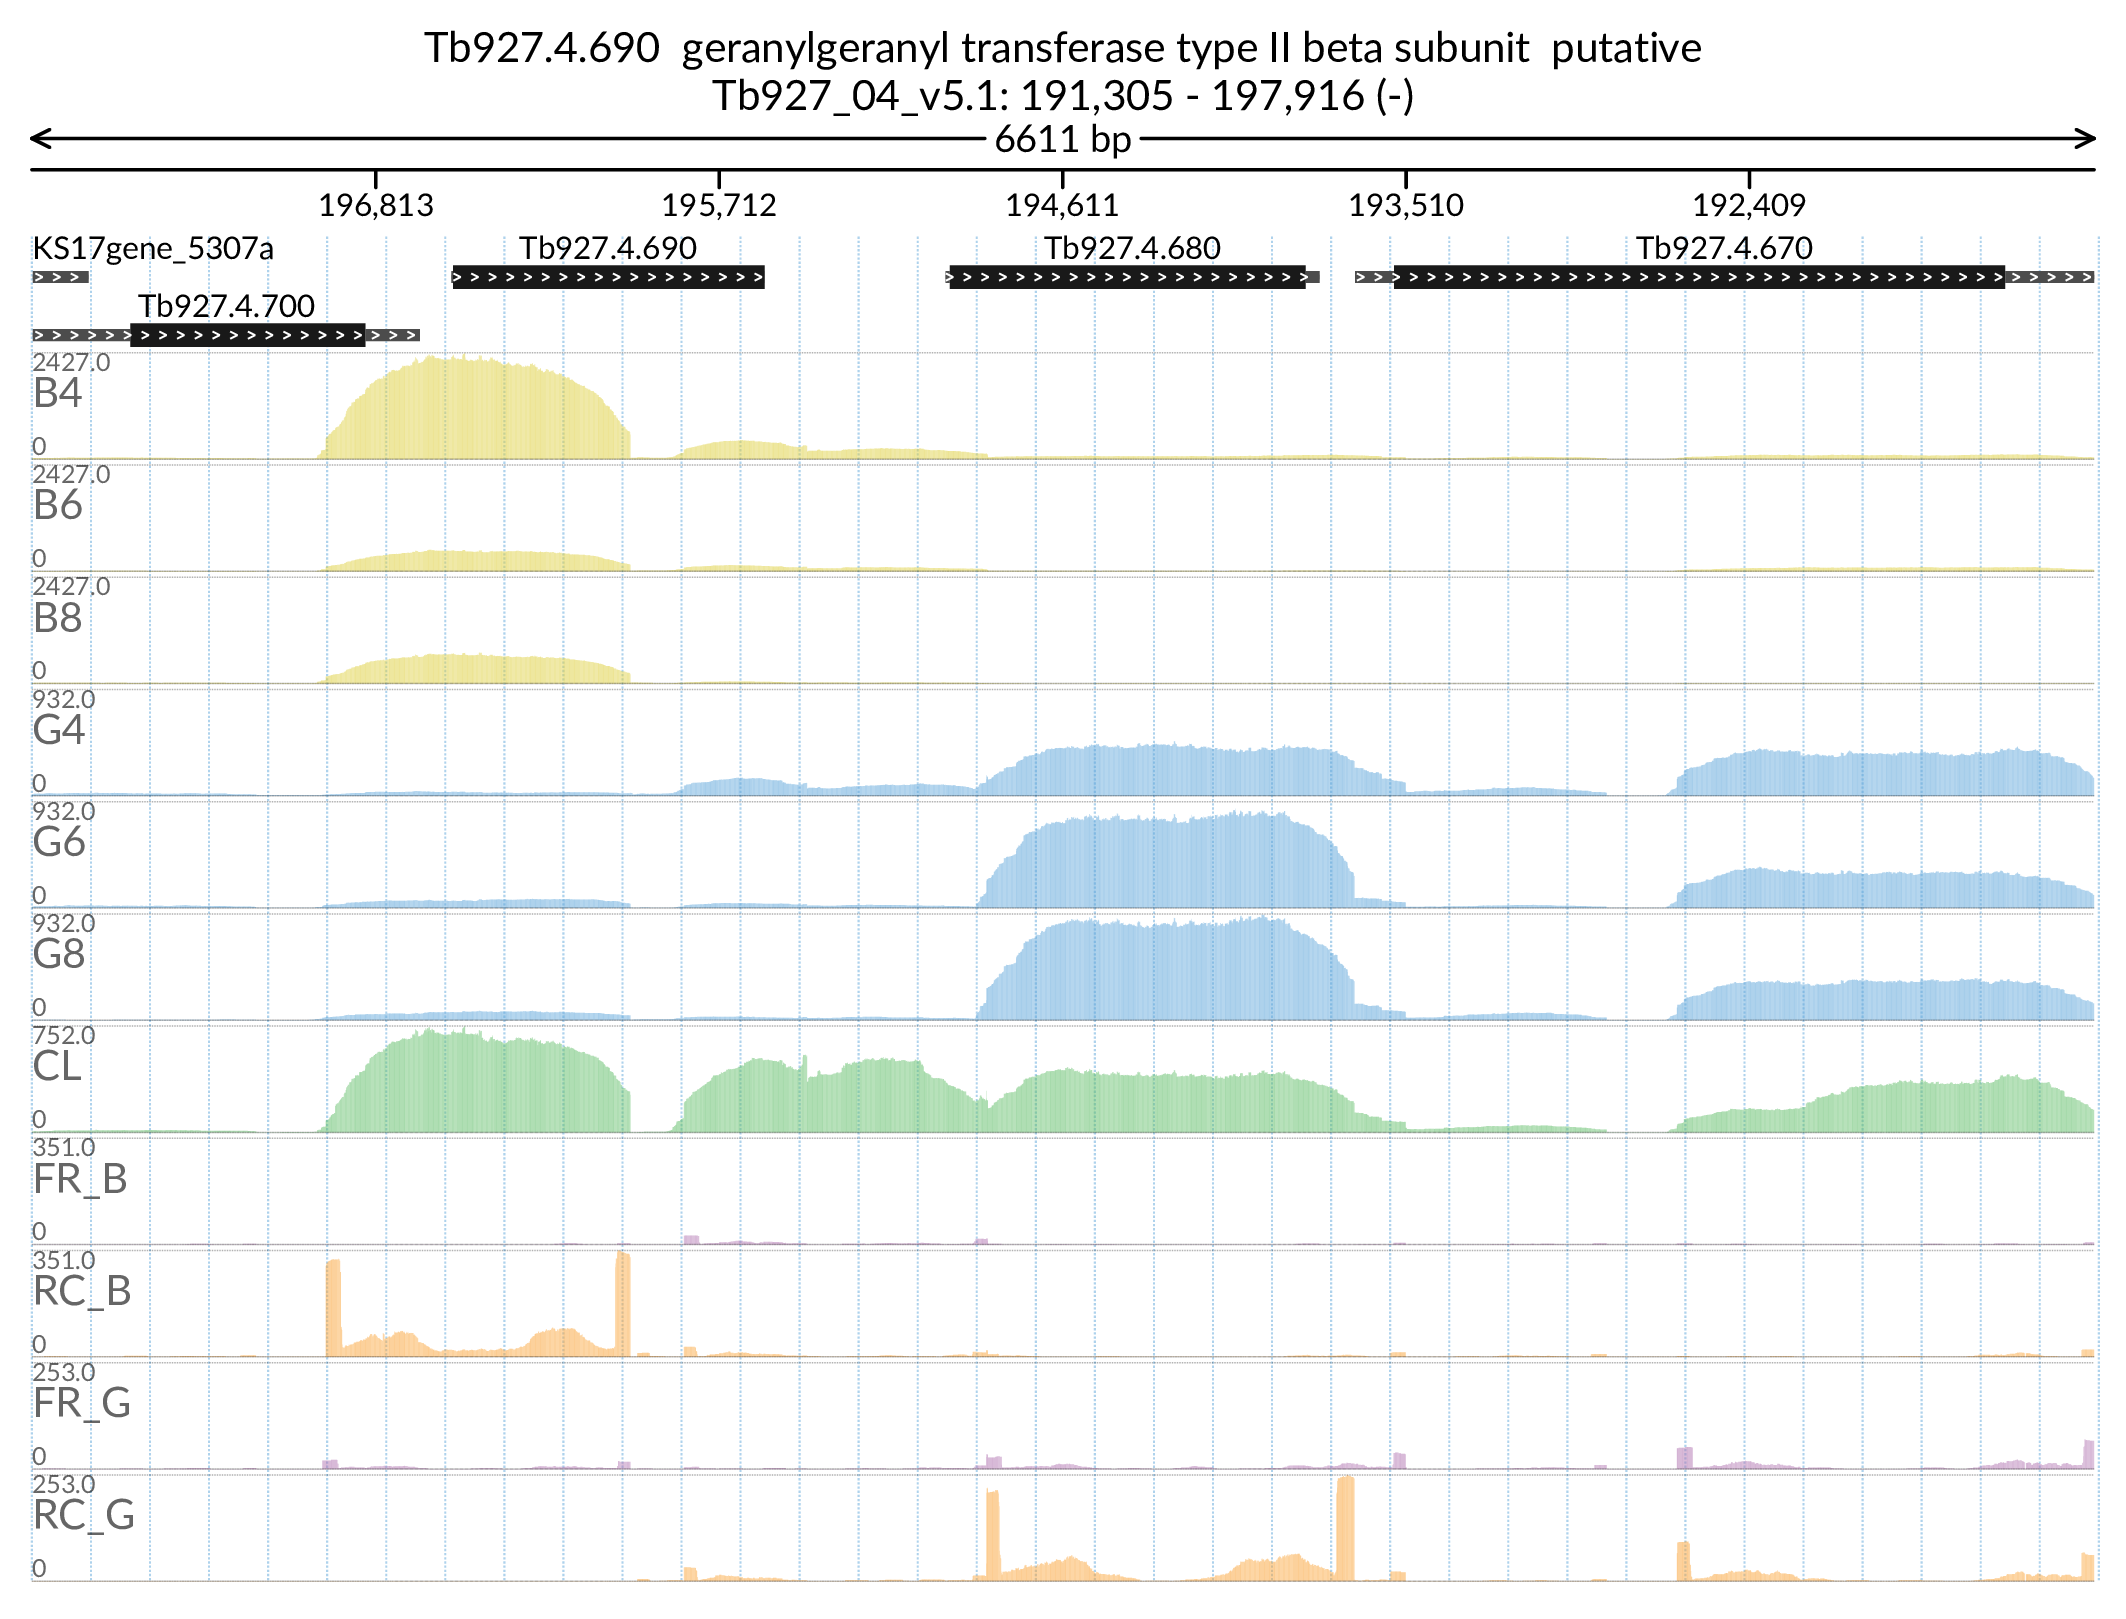 Tb927.4.690 geranylgeranyl transferase type II beta subunit putative
Tb927_04_v5.1: 191,305 - 197,916 (-)
6611 bp
196,813 195,712 194,611 193,510 192,409
KS17gene_5307a Tb927.4.690 Tb927.4.680 Tb927.4.670
Tb927.4.700
2427.0
B4
0
2427.0
B6
0
2427.0
B8
0
932.0
G4
0
932.0
G6
0
932.0
G8
0
752.0
CL
0
351.0
FR_B
0
351.0
RC_B
0
253.0
FR_G
0
253.0
RC_G
0